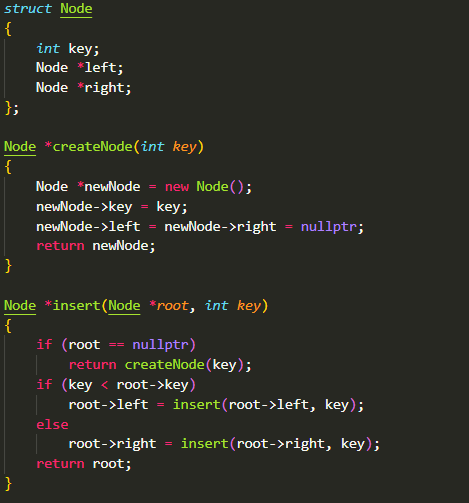 struct Node
{
    int key;
    Node *left;
    Node *right;
};

Node *createNode(int key)
{
    Node *newNode = new Node();
    newNode->key = key;
    newNode->left = newNode->right = nullptr;
    return newNode;
}

Node *insert(Node *root, int key)
{
    if (root == nullptr)
        return createNode(key);
    if (key < root->key)
        root->left = insert(root->left, key);
    else
        root->right = insert(root->right, key);
    return root;
}